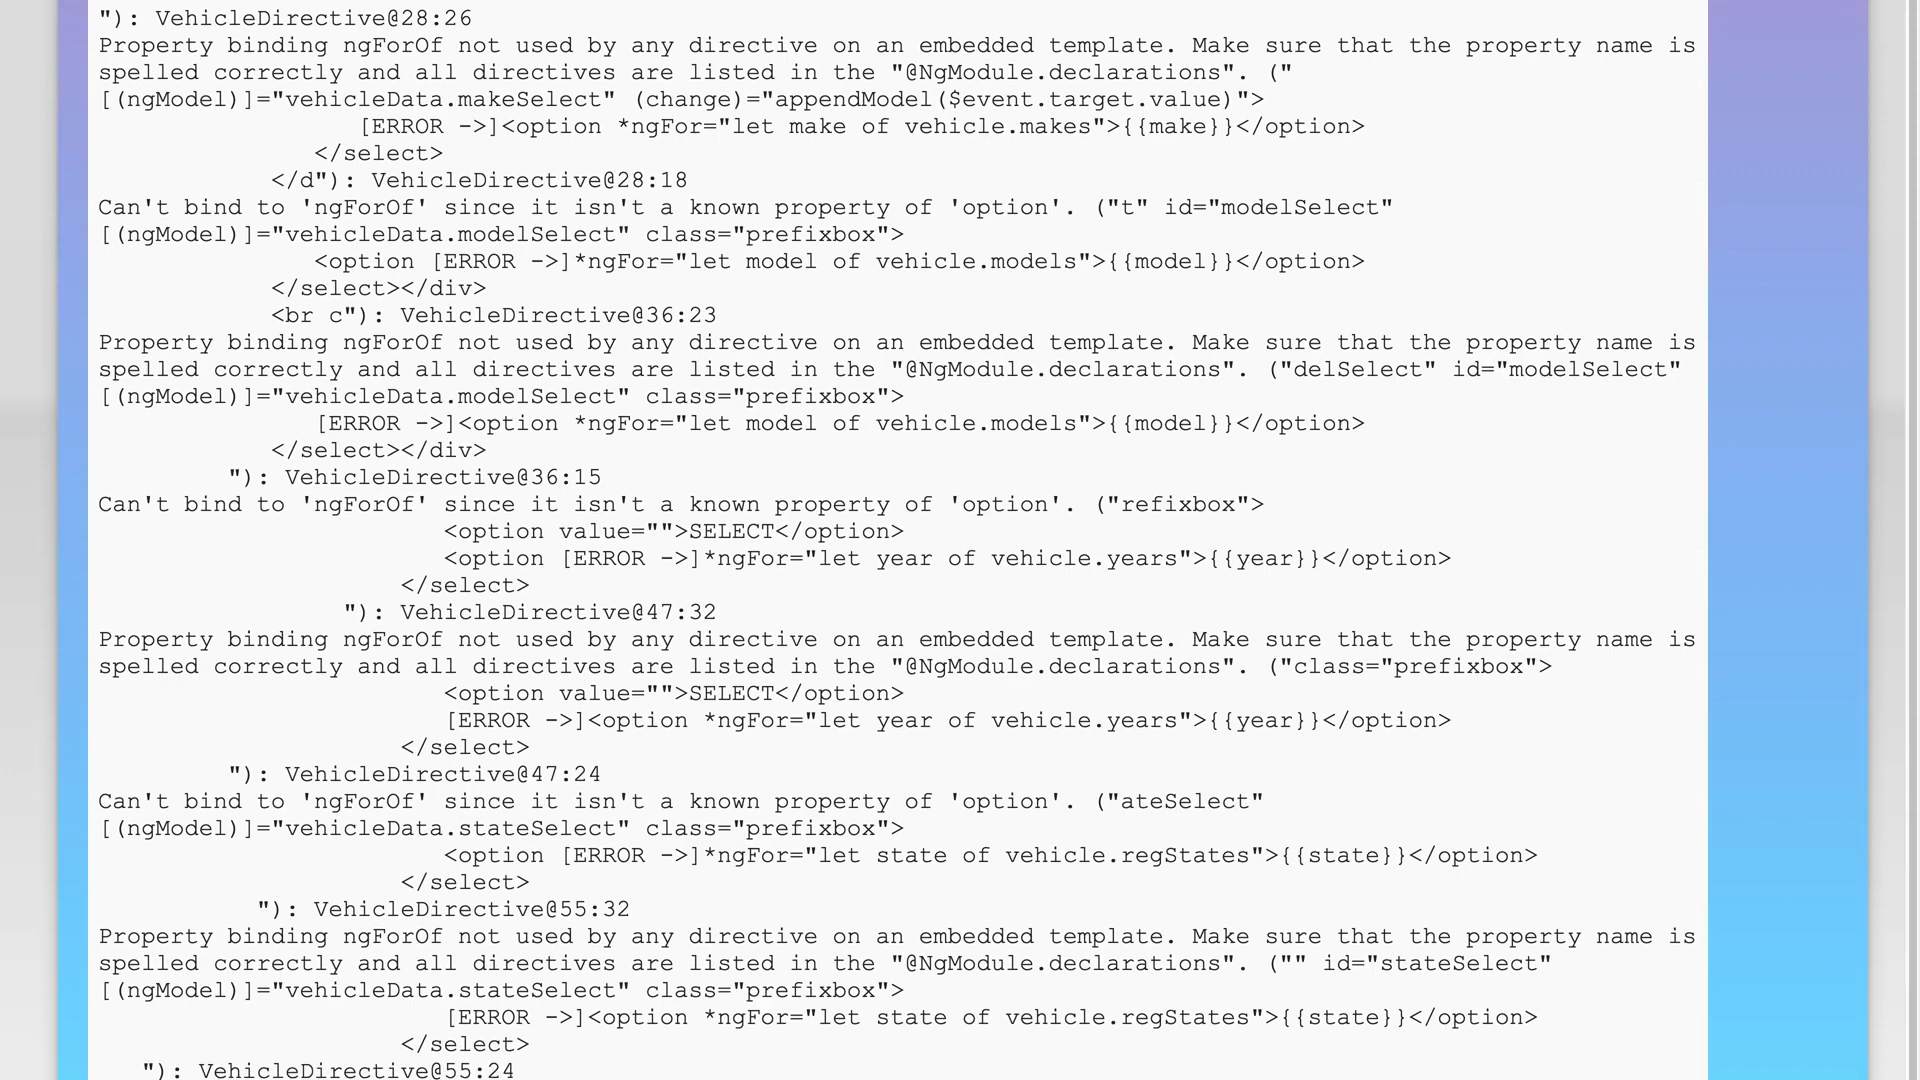 "): VehicleDirective@28:26
Property binding ngForOf not used by any directive on an embedded template. Make sure that the property name is
spelled correctly and all directives are listed in the "@NgModule.declarations". ("
[(ngModel)]="vehicleData.makeSelect" (change)="appendModel($event.target.value)">
[ERROR ->]<option *ngFor="let make of vehicle.makes">{{make}}</option>
</select>
</d"): VehicleDirective@28:18
Can't bind to 'ngForOf' since it isn't a known property of 'option'. ("t" id="modelSelect"
[(ngModel)]="vehicleData.modelSelect" class="prefixbox">
<option [ERROR ->]*ngFor="let model of vehicle.models">{{model}}</option>
</select></div>
<br c"): VehicleDirective@36:23
Property binding ngForOf not used by any directive on an embedded template. Make sure that the property name is
spelled correctly and all directives are listed in the "@NgModule.declarations". ("delSelect" id="modelSelect"
[(ngModel)]="vehicleData.modelSelect" class="prefixbox">
[ERROR ->]<option *ngFor="let model of vehicle.models">{{model}}</option>
</select></div>
"): VehicleDirective@36:15
Can't bind to 'ngForOf' since it isn't a known property of 'option'. ("refixbox">
<option value="">SELECT</option>
<option [ERROR ->]*ngFor="let year of vehicle.years">{{year}}</option>
</select>
"): VehicleDirective@47:32
Property binding ngForOf not used by any directive on an embedded template. Make sure that the property name is
spelled correctly and all directives are listed in the "@NgModule.declarations". ("class="prefixbox">
<option value="">SELECT</option>
[ERROR ->]<option *ngFor="let year of vehicle.years">{{year}}</option>
</select>
"): VehicleDirective@47:24
Can't bind to 'ngForOf' since it isn't a known property of 'option'. ("ateSelect"
[(ngModel)]="vehicleData.stateSelect" class="prefixbox">
<option [ERROR ->]*ngFor="let state of vehicle.regStates">{{state}}</option>
</select>
"): VehicleDirective@55:32
Property binding ngForOf not used by any directive on an embedded template. Make sure that the property name is
spelled correctly and all directives are listed in the "@NgModule.declarations". ("" id="stateSelect"
[(ngModel)]="vehicleData.stateSelect" class="prefixbox">
[ERROR ->]<option *ngFor="let state of vehicle.regStates">{{state}}</option>
</select>
"): VehicleDirective@55:24